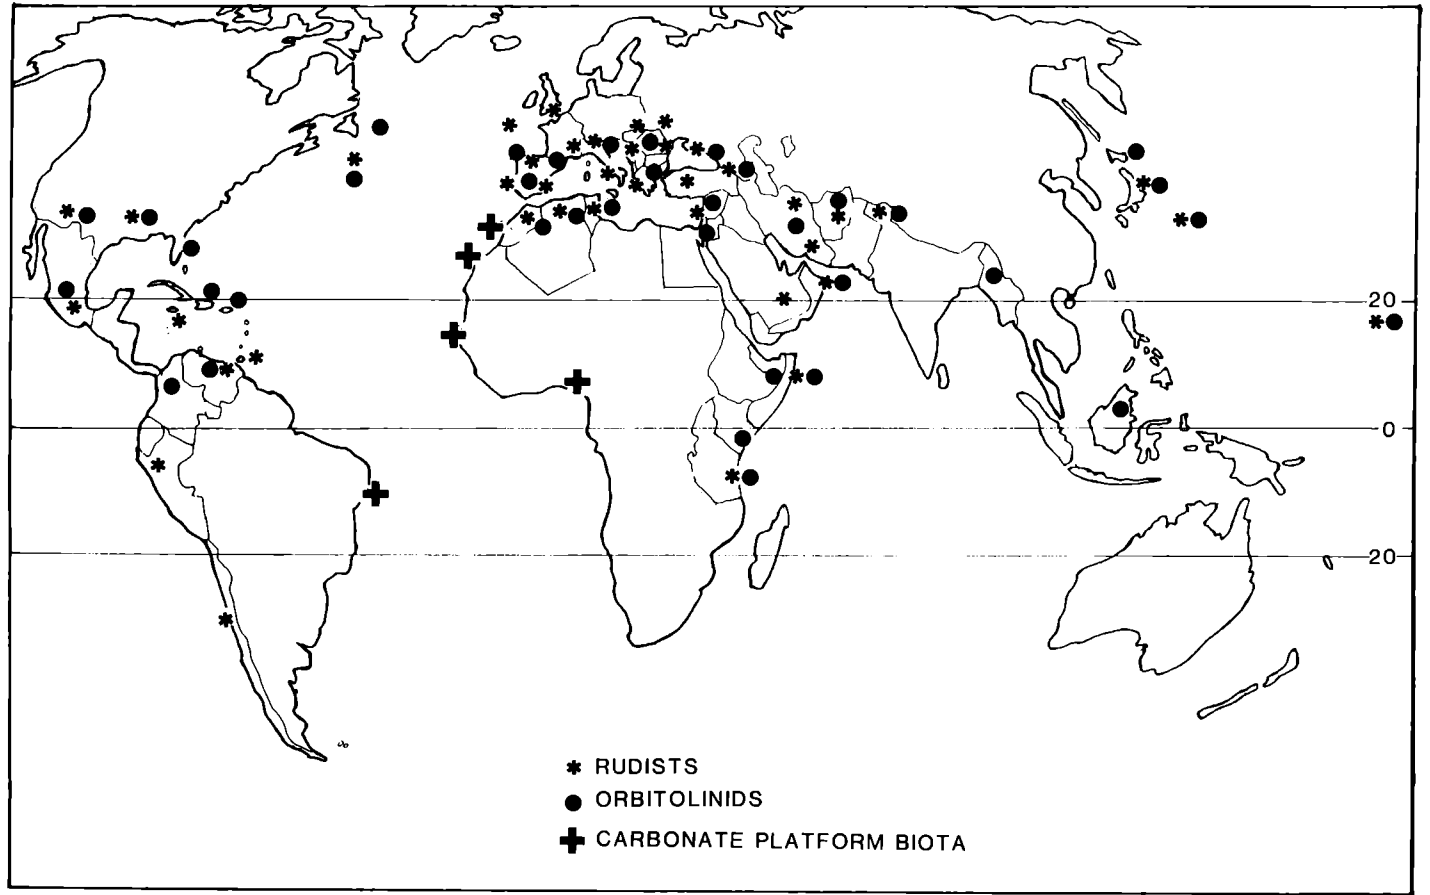 20
0
20
RUDISTS
ORBITOLINIDS
CARBONATE PLATFORM BIOTA